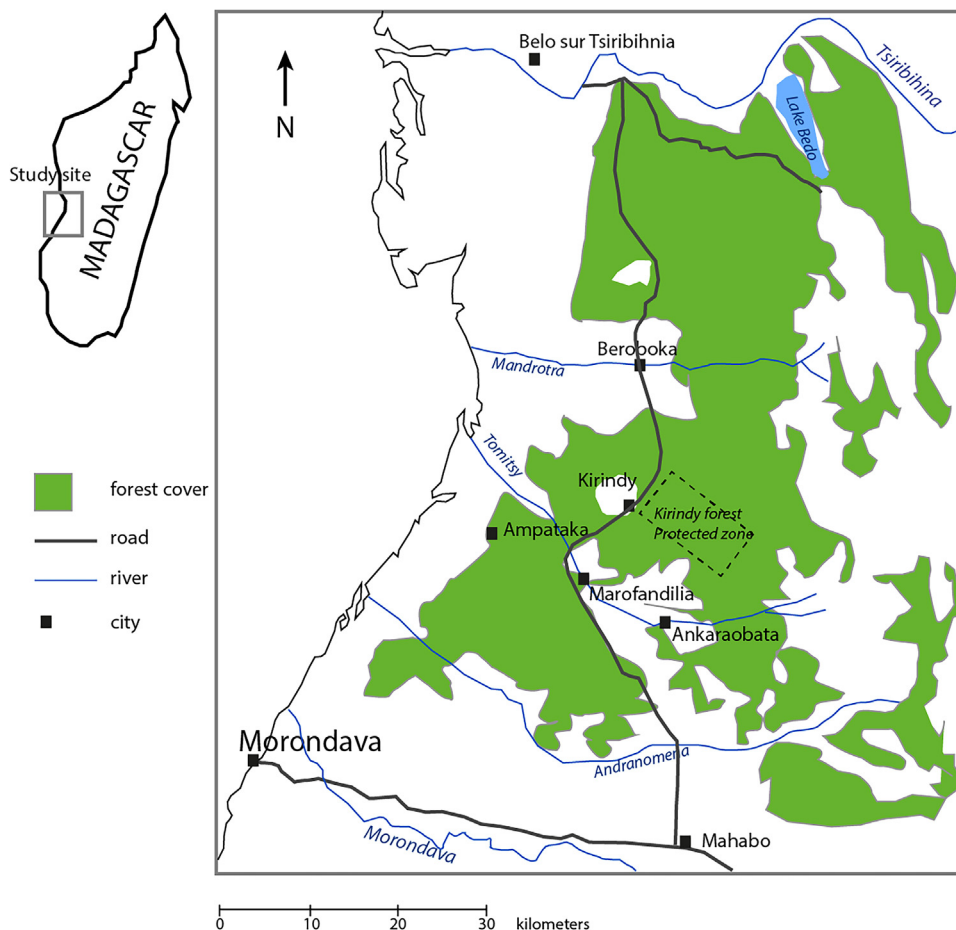 Belo sur Tsiribihnia
Tsiribihina
Lake Bedo
N
MADAGASCAR
Study site
Beroboka
Mandrotra
Tomitsy
Kirindy
forest cover
Kirindy forest
Protected zone
Ampataka
road
river
Marofandilia
city
Ankaraobata
Morondava
Andranomena
Morondava
Mahabo
0 10 20 30 kilometers